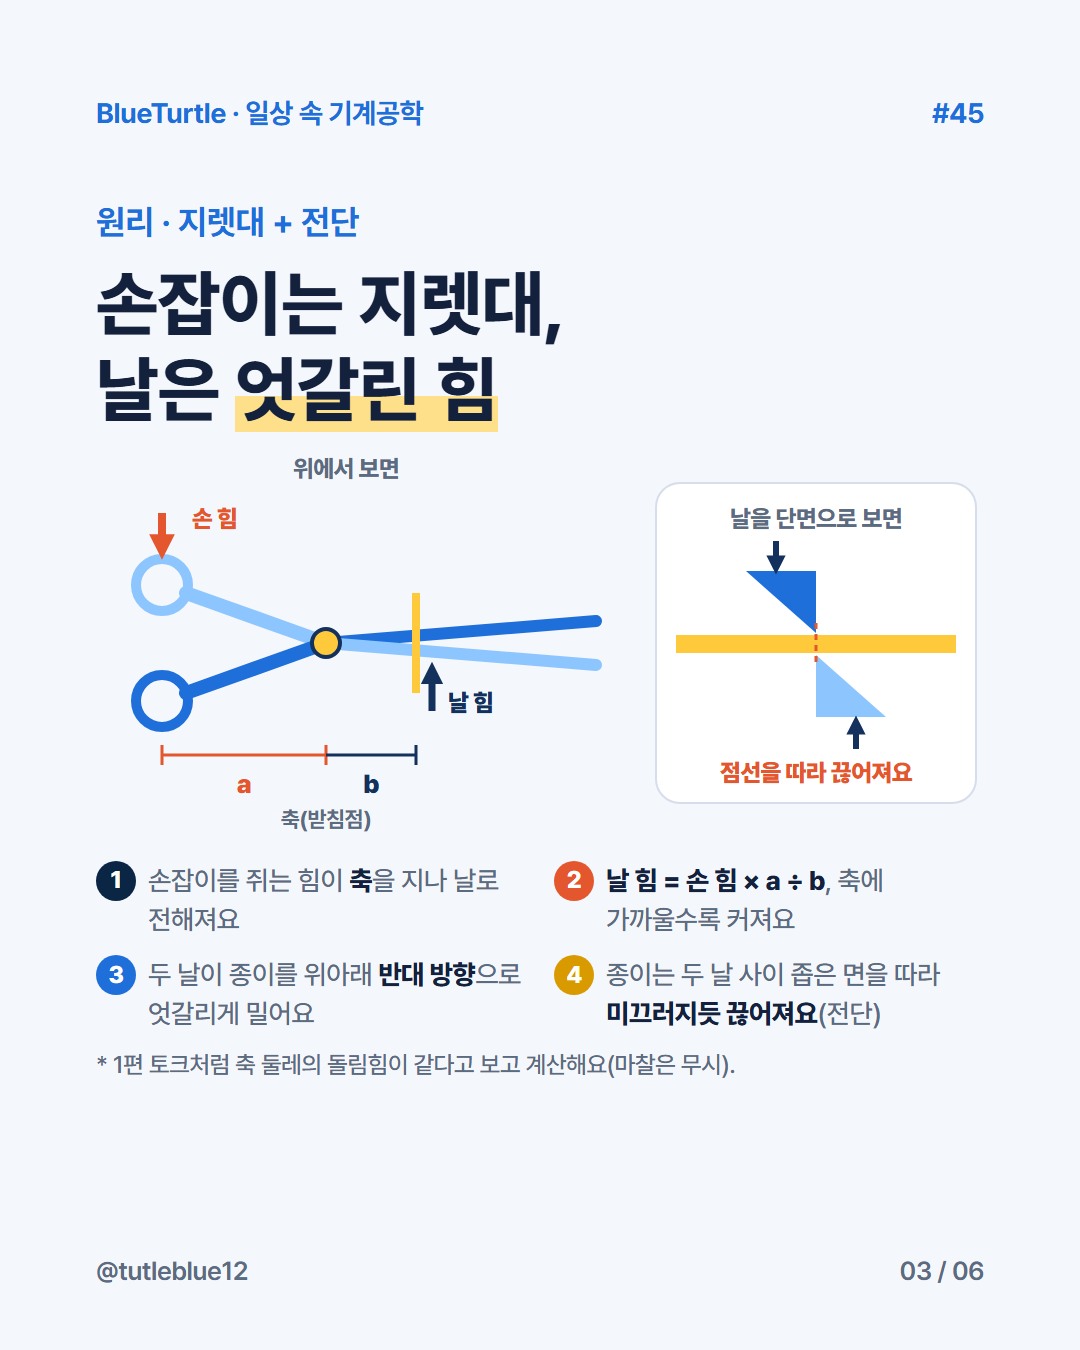 BlueTurtle · 일상 속 기계공학
#45
원리 · 지렛대 + 전단
손잡이는 지렛대,
날은 엇갈린 힘
위에서 보면
손 힘
날 힘
a
b
축(받침점)
날을 단면으로 보면
점선을 따라 끊어져요
1 손잡이를 쥐는 힘이 축을 지나 날로
전해져요
2 날 힘 = 손 힘 × a ÷ b, 축에
가까울수록 커져요
3 두 날이 종이를 위아래 반대 방향으로
엇갈리게 밀어요
4 종이는 두 날 사이 좁은 면을 따라
미끄러지듯 끊어져요(전단)
* 1편 토크처럼 축 둘레의 돌림힘이 같다고 보고 계산해요(마찰은 무시).
@tutleblue12
03 / 06